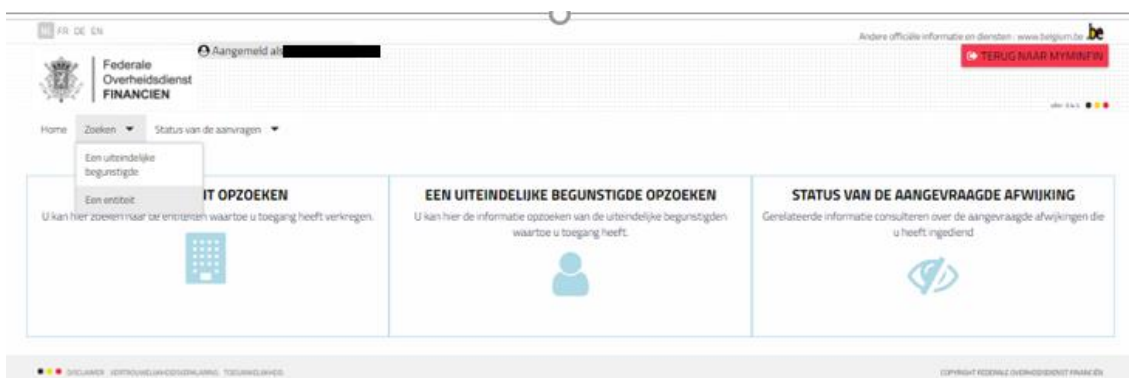 NL FR DE EN
Andere officiële informatie en diensten: www.belgium.be .be
Aangemeld als
TERUG NAAR MYMINFIN
Federale
Overheidsdienst
FINANCIEN
Home Zoeken Status van de aanvragen
Een uiteindelijke
begunstigde
Een entiteit
IT OPZOEKEN
U kan hier zoeken naar de entiteiten waartoe u toegang heeft verkregen.
EEN UITEINDELIJKE BEGUNSTIGDE OPZOEKEN
U kan hier de informatie opzoeken van de uiteindelijke begunstigden
waartoe u toegang heeft.
STATUS VAN DE AANGEVRAAGDE AFWIJKING
Gerelateerde informatie consulteren over de aangevraagde afwijkingen die
u heeft ingediend
DISCLAIMER VERTROUWELIJKHEIDSVERKLARING TOEGANKELIJKHEID
COPYRIGHT FEDERALE OVERHEIDSDIENST FINANCIËN